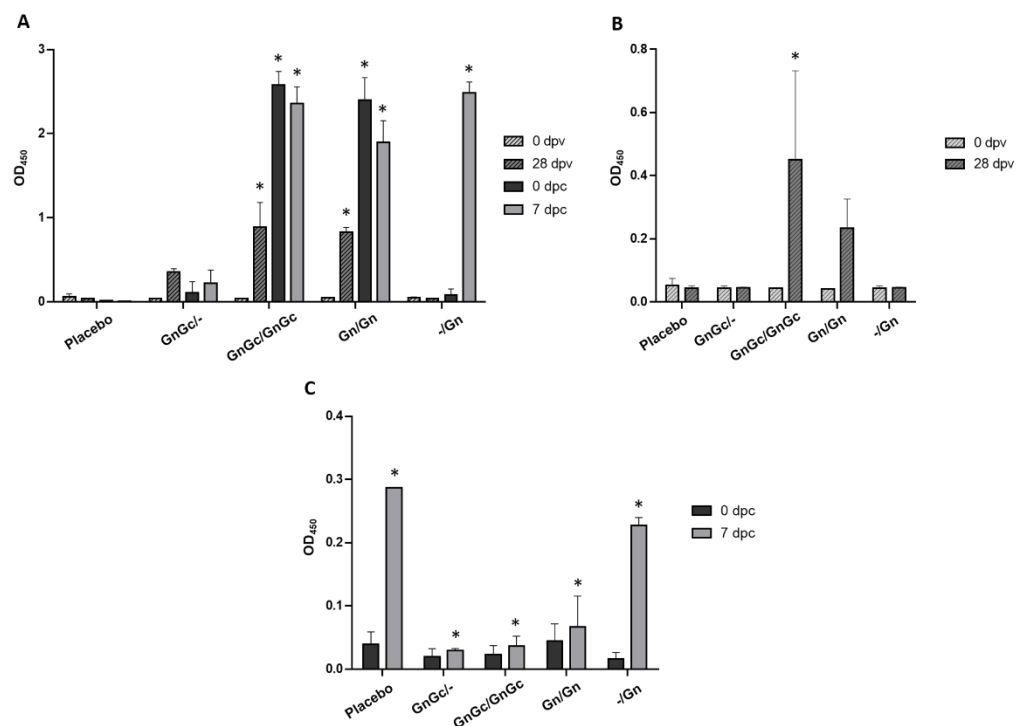 A
3
2
1
0
OD450
* * * * * * *
Placebo GnGc/- GnGc/GnGc Gn/Gn -/Gn
0 dpv
28 dpv
0 dpc
7 dpc
B
0.8
0.6
0.4
0.2
0.0
OD450
*
Placebo GnGc/- GnGc/GnGc Gn/Gn -/Gn
0 dpv
28 dpv
C
0.4
0.3
0.2
0.1
0.0
OD450
* * * * *
Placebo GnGc/- GnGc/GnGc Gn/Gn -/Gn
0 dpc
7 dpc